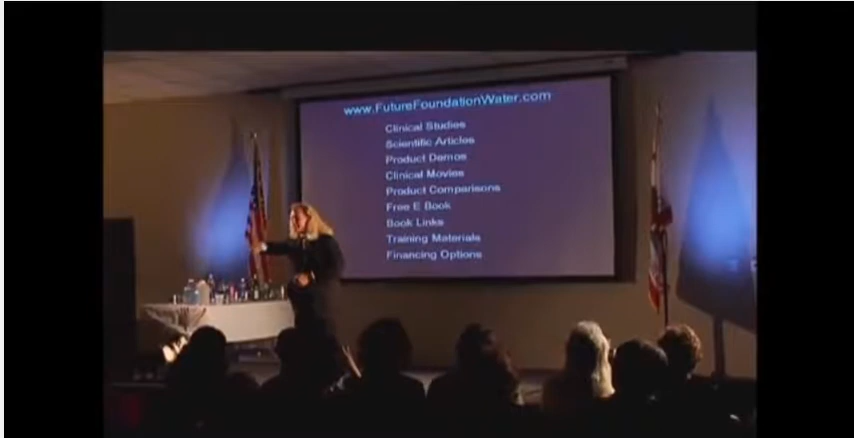 www.FutureFoundationWater.com
Clinical Studies
Scientific Articles
Product Demos
Clinical Movies
Product Comparisons
Free E Book
Book Links
Training Materials
Financing Options